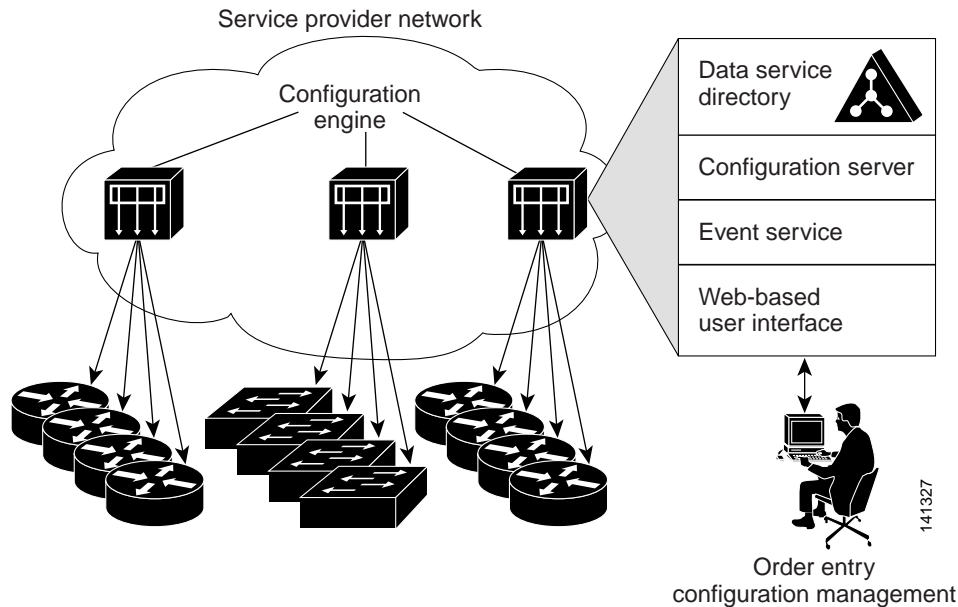 Service provider network
Configuration
engine
Data service
directory
Configuration server
Event service
Web-based
user interface
141327
Order entry
configuration management